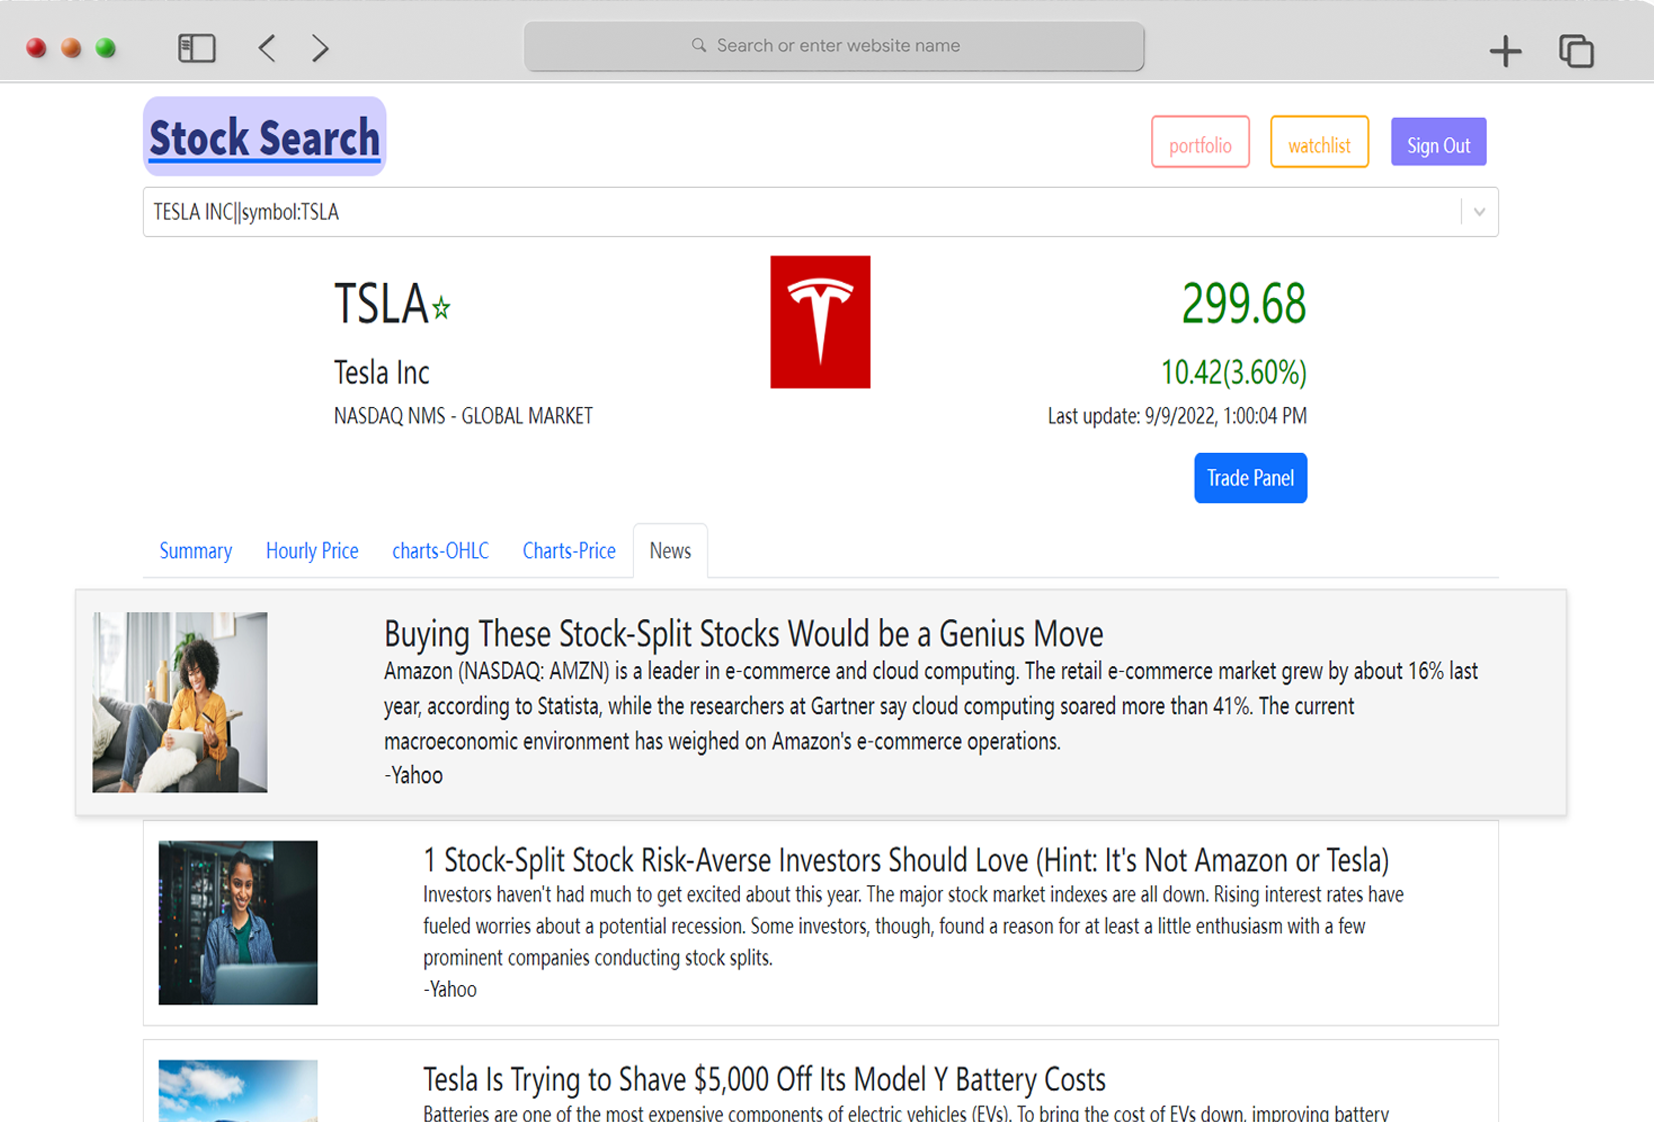 Search or enter website name
Stock Search
portfolio
watchlist
Sign Out
TESLA INC||symbol:TSLA
TSLA
299.68
Tesla Inc
10.42(3.60%)
NASDAQ NMS - GLOBAL MARKET
Last update: 9/9/2022, 1:00:04 PM
Trade Panel
Summary
Hourly Price
charts-OHLC
Charts-Price
News
Buying These Stock-Split Stocks Would be a Genius Move
Amazon (NASDAQ: AMZN) is a leader in e-commerce and cloud computing. The retail e-commerce market grew by about 16% last
year, according to Statista, while the researchers at Gartner say cloud computing soared more than 41%. The current
macroeconomic environment has weighed on Amazon's e-commerce operations.
-Yahoo
1 Stock-Split Stock Risk-Averse Investors Should Love (Hint: It's Not Amazon or Tesla)
Investors haven't had much to get excited about this year. The major stock market indexes are all down. Rising interest rates have
fueled worries about a potential recession. Some investors, though, found a reason for at least a little enthusiasm with a few
prominent companies conducting stock splits.
-Yahoo
Tesla Is Trying to Shave $5,000 Off Its Model Y Battery Costs
Batteries are one of the most expensive components of electric vehicles (EVs). To bring the cost of EVs down, improving battery